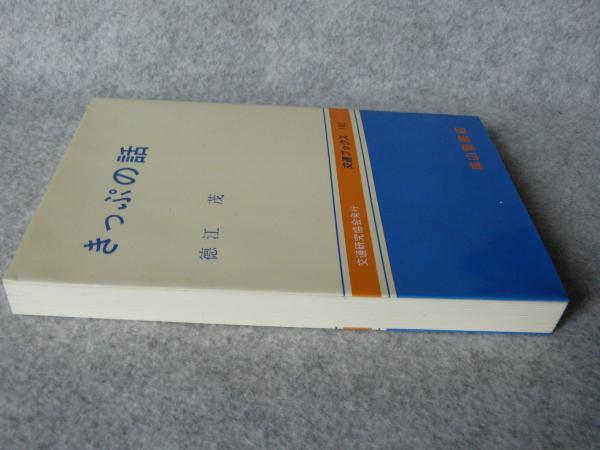 きっぷの話
徳江 茂
交通研究協会発行
交通ブックス 102
成山堂書店